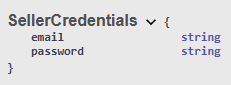 SellerCredentials {
email string
password string
}